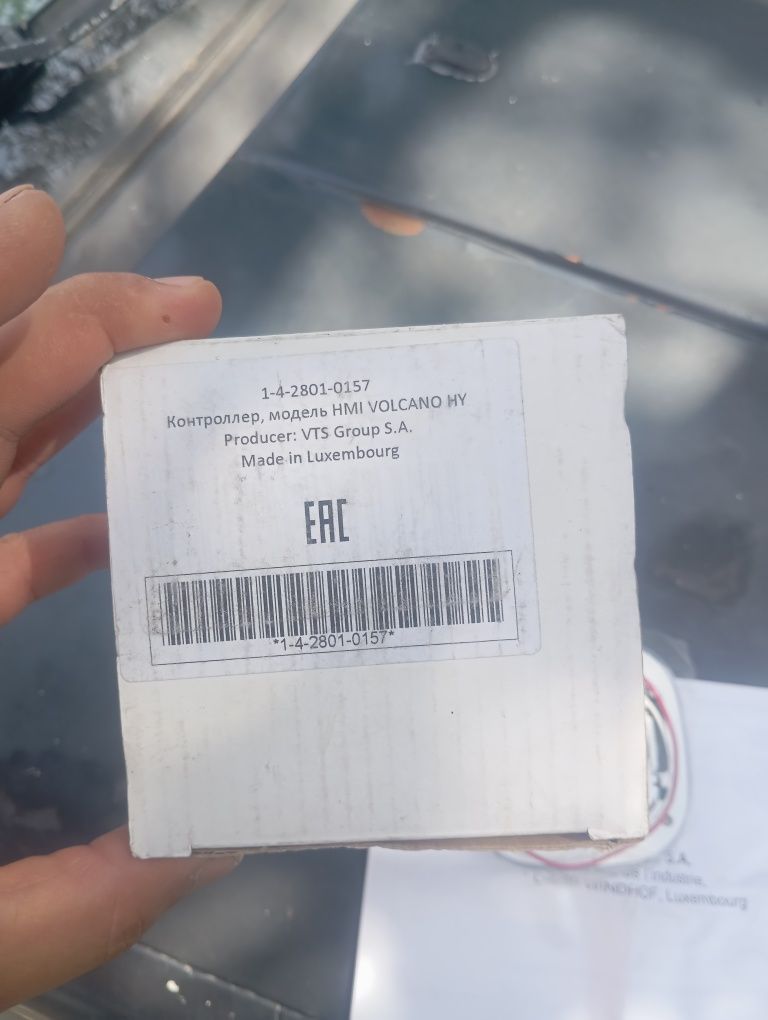 1-4-2801-0157
Контроллер, модель HMI VOLCANO HY
Producer: VTS Group S.A.
Made in Luxembourg
EAC
*1-4-2801-0157*
S.A.
Luxembourg